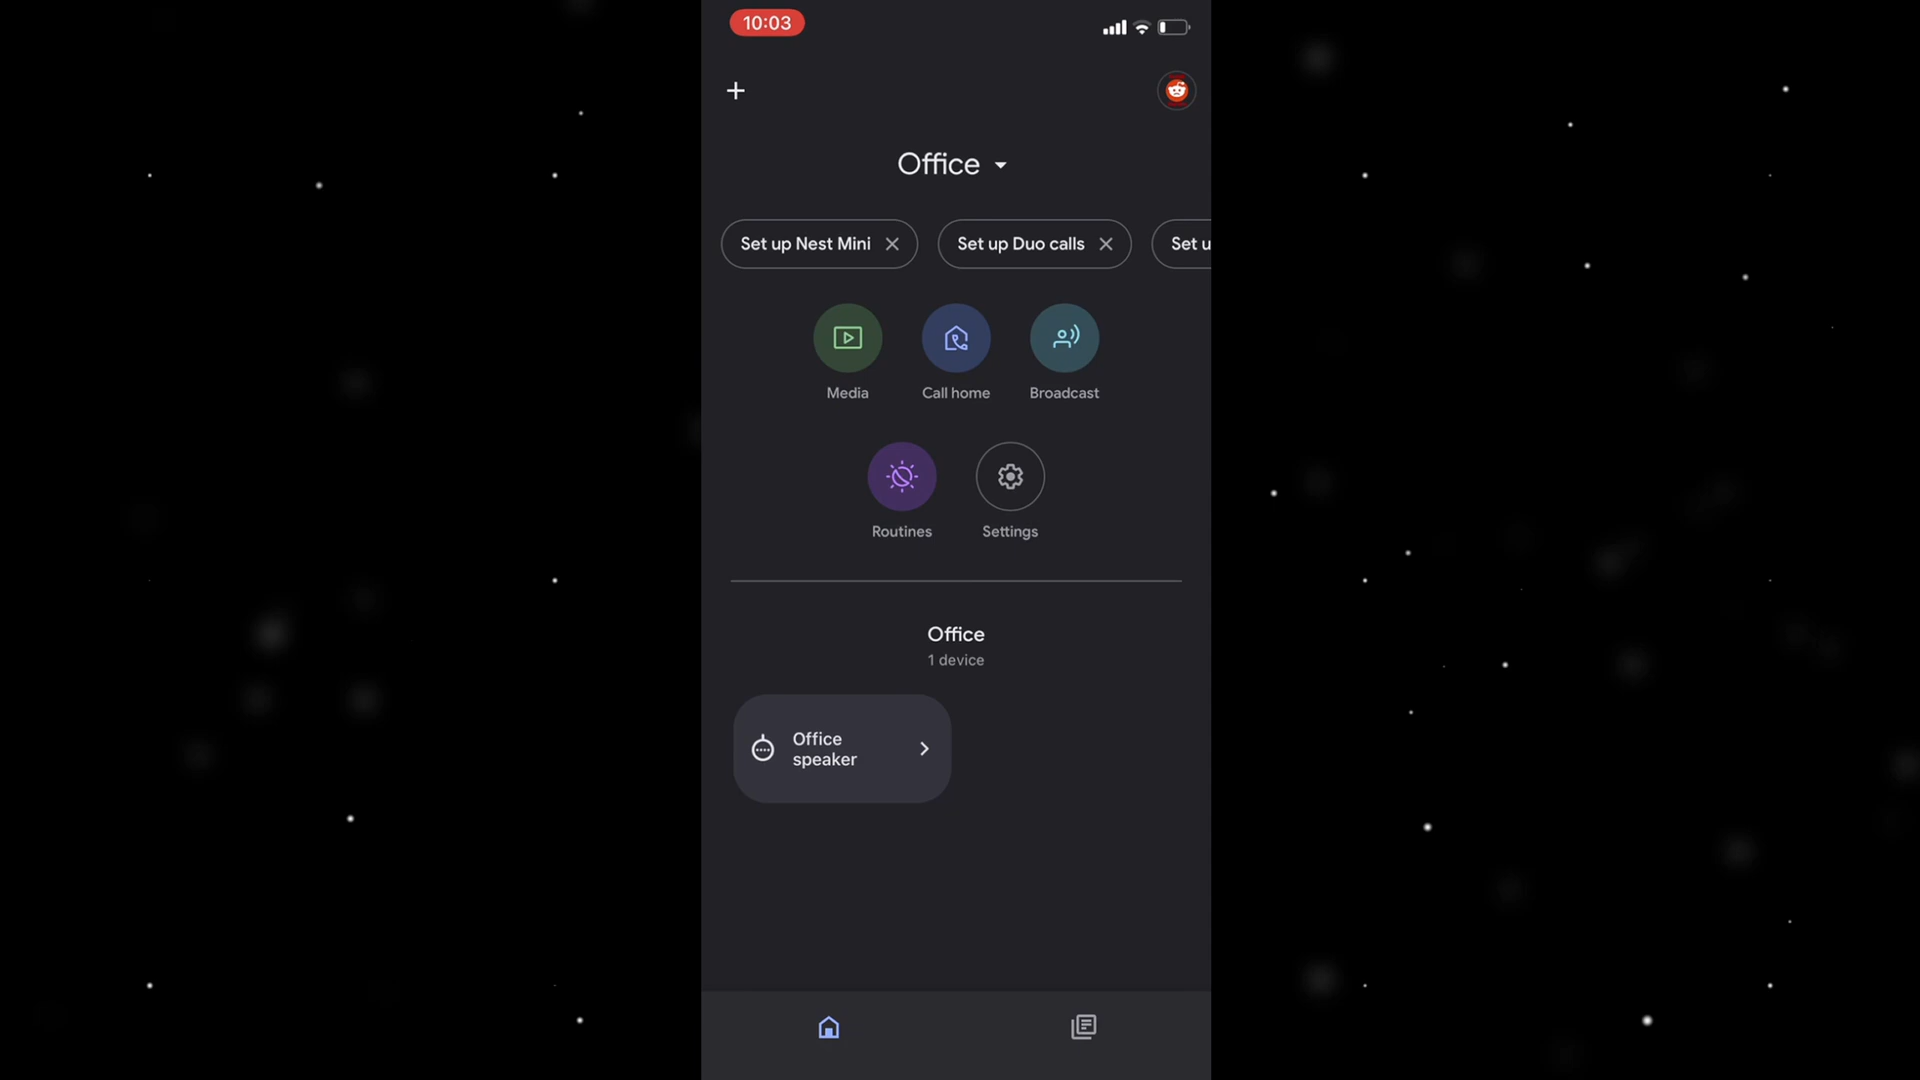 10:03
Office
Set up Nest Mini
Set up Duo calls
Set u
Media
Call home
Broadcast
Routines
Settings
Office
1 device
Office
speaker